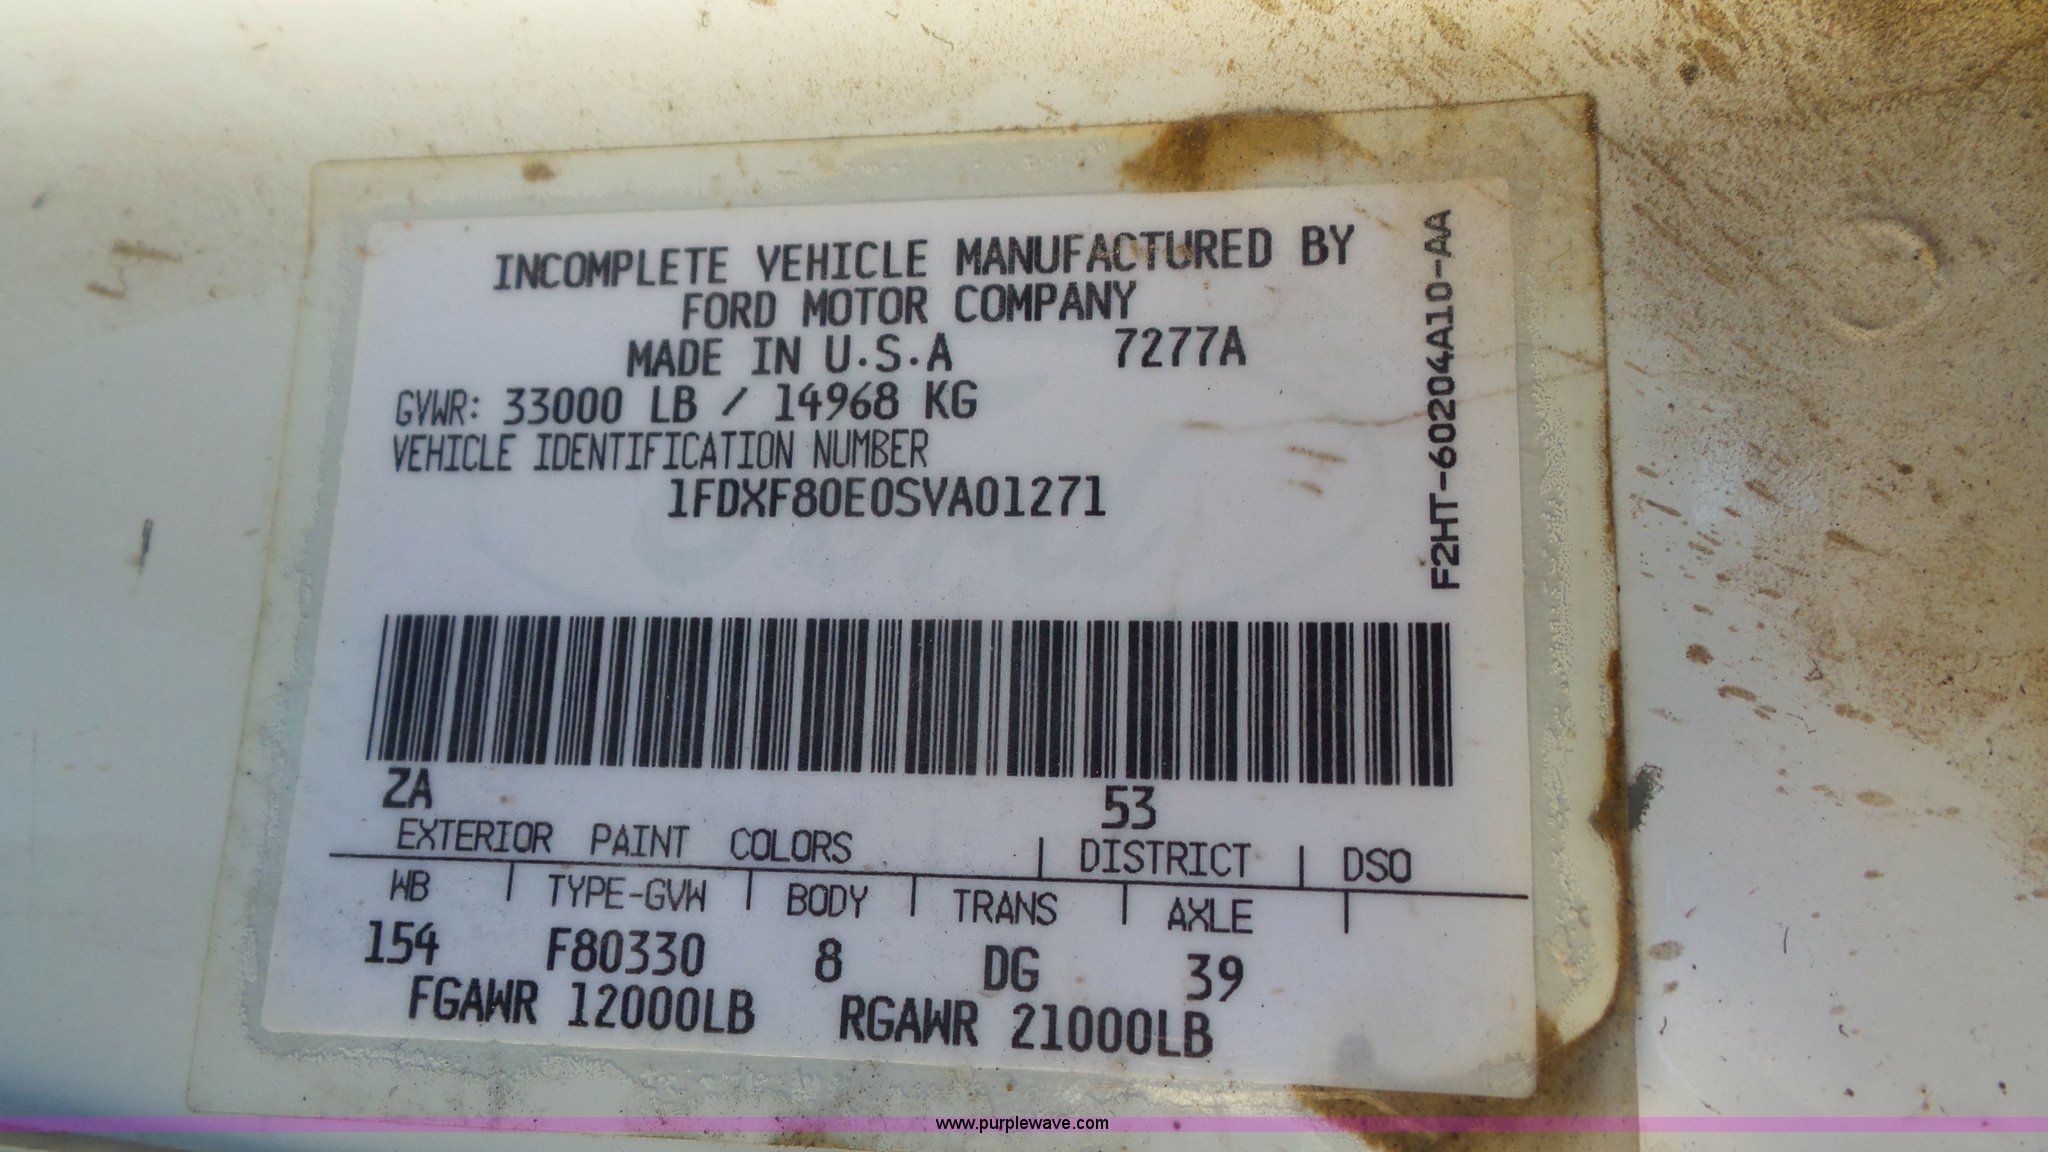 INCOMPLETE VEHICLE MANUFACTURED BY
FORD MOTOR COMPANY
MADE IN U.S.A 7277A
GVWR: 33000 LB / 14968 KG
VEHICLE IDENTIFICATION NUMBER
1FDXF80E0SVA01271
F2HT-60204A10-AA
ZA 53
EXTERIOR PAINT COLORS DISTRICT DSO
WB TYPE-GVW BODY TRANS AXLE
154 F80330 8 DG 39
FGAWR 12000LB RGAWR 21000LB
www.purplewave.com